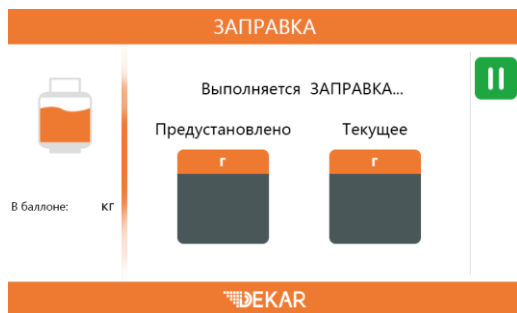 ЗАПРАВКА
Выполняется ЗАПРАВКА...
Предустановлено Текущее
г г
В баллоне: кг
DEKAR